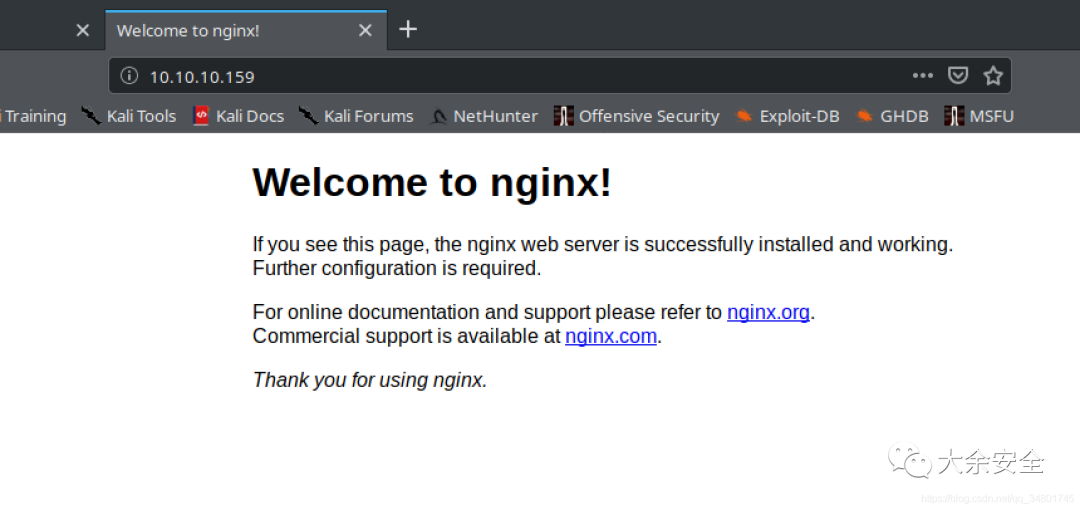 Welcome to nginx!
10.10.10.159
i Training Kali Tools Kali Docs Kali Forums NetHunter Offensive Security Exploit-DB GHDB MSFU
Welcome to nginx!
If you see this page, the nginx web server is successfully installed and working.
Further configuration is required.
For online documentation and support please refer to nginx.org.
Commercial support is available at nginx.com.
Thank you for using nginx.
大余安全
https://blog.csdn.net/qq_34801745